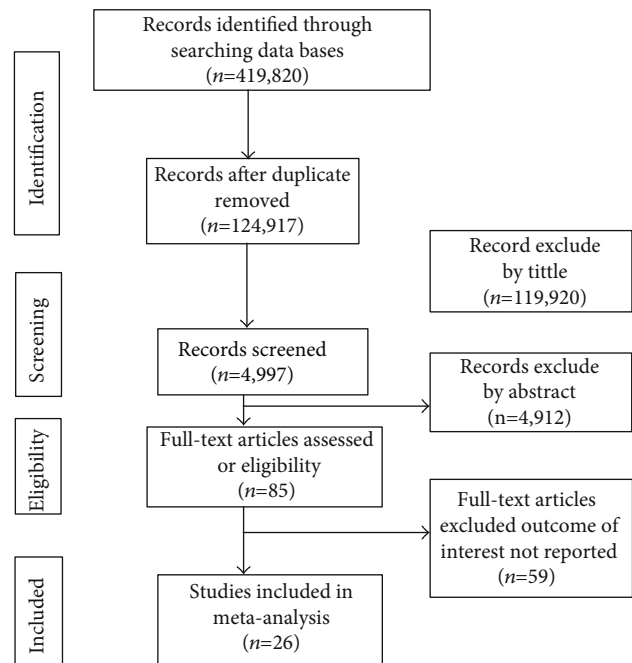 Identification
Records identified through
searching data bases
(n=419,820)
Records after duplicate
removed
(n=124,917)
Record exclude
by tittle
(n=119,920)
Screening
Records screened
(n=4,997)
Records exclude
by abstract
(n=4,912)
Eligibility
Full-text articles assessed
or eligibility
(n=85)
Full-text articles
excluded outcome of
interest not reported
(n=59)
Included
Studies included in
meta-analysis
(n=26)